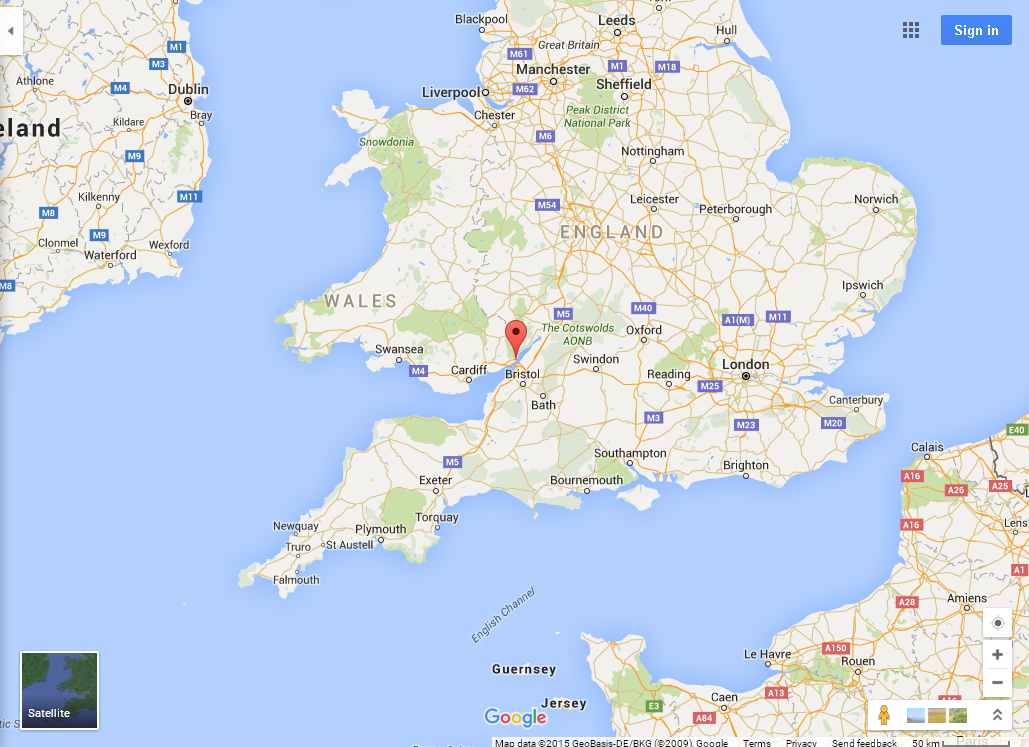 Blackpool
Leeds
York
Hull
Sign in
M1
M61
Great Britain
M3
M1
M18
Athlone
M4
Dublin
Manchester
Sheffield
Liverpool
M62
Bray
Chester
Peak District
National Park
eland
Kildare
M6
Snowdonia
M9
Nottingham
Kilkenny
M11
M54
Leicester
Peterborough
Norwich
M8
ENGLAND
M9
Clonmel
Waterford
Wexford
M8
Ipswich
WALES
M5
M40
A1(M)
M11
The Cotswolds
AONB
Oxford
Swansea
Swindon
London
M4
Cardiff
Bristol
Reading
M25
Bath
Canterbury
M3
M23
M20
E40
Calais
M5
Southampton
Brighton
Exeter
Bournemouth
A16
A26
A25
Torquay
Newquay
Plymouth
A16
Lens
Truro
St Austell
Falmouth
A1
English Channel
A28
Amiens
Guernsey
Le Havre
A150
Rouen
Satellite
Jersey
Caen
A13
E3
A84
Google
Map data ©2015 GeoBasis-DE/BKG (©2009), Google
Terms
Privacy
Send feedback
50 km